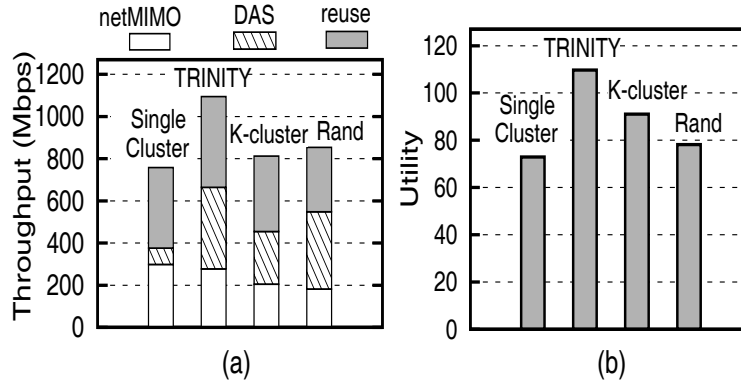 netMIMO DAS reuse
Throughput (Mbps)
1200
1000
800
600
400
200
0
TRINITY
Single
Cluster
K-cluster
Rand
(a)
Utility
120
100
80
60
40
20
0
TRINITY
Single
Cluster
K-cluster
Rand
(b)